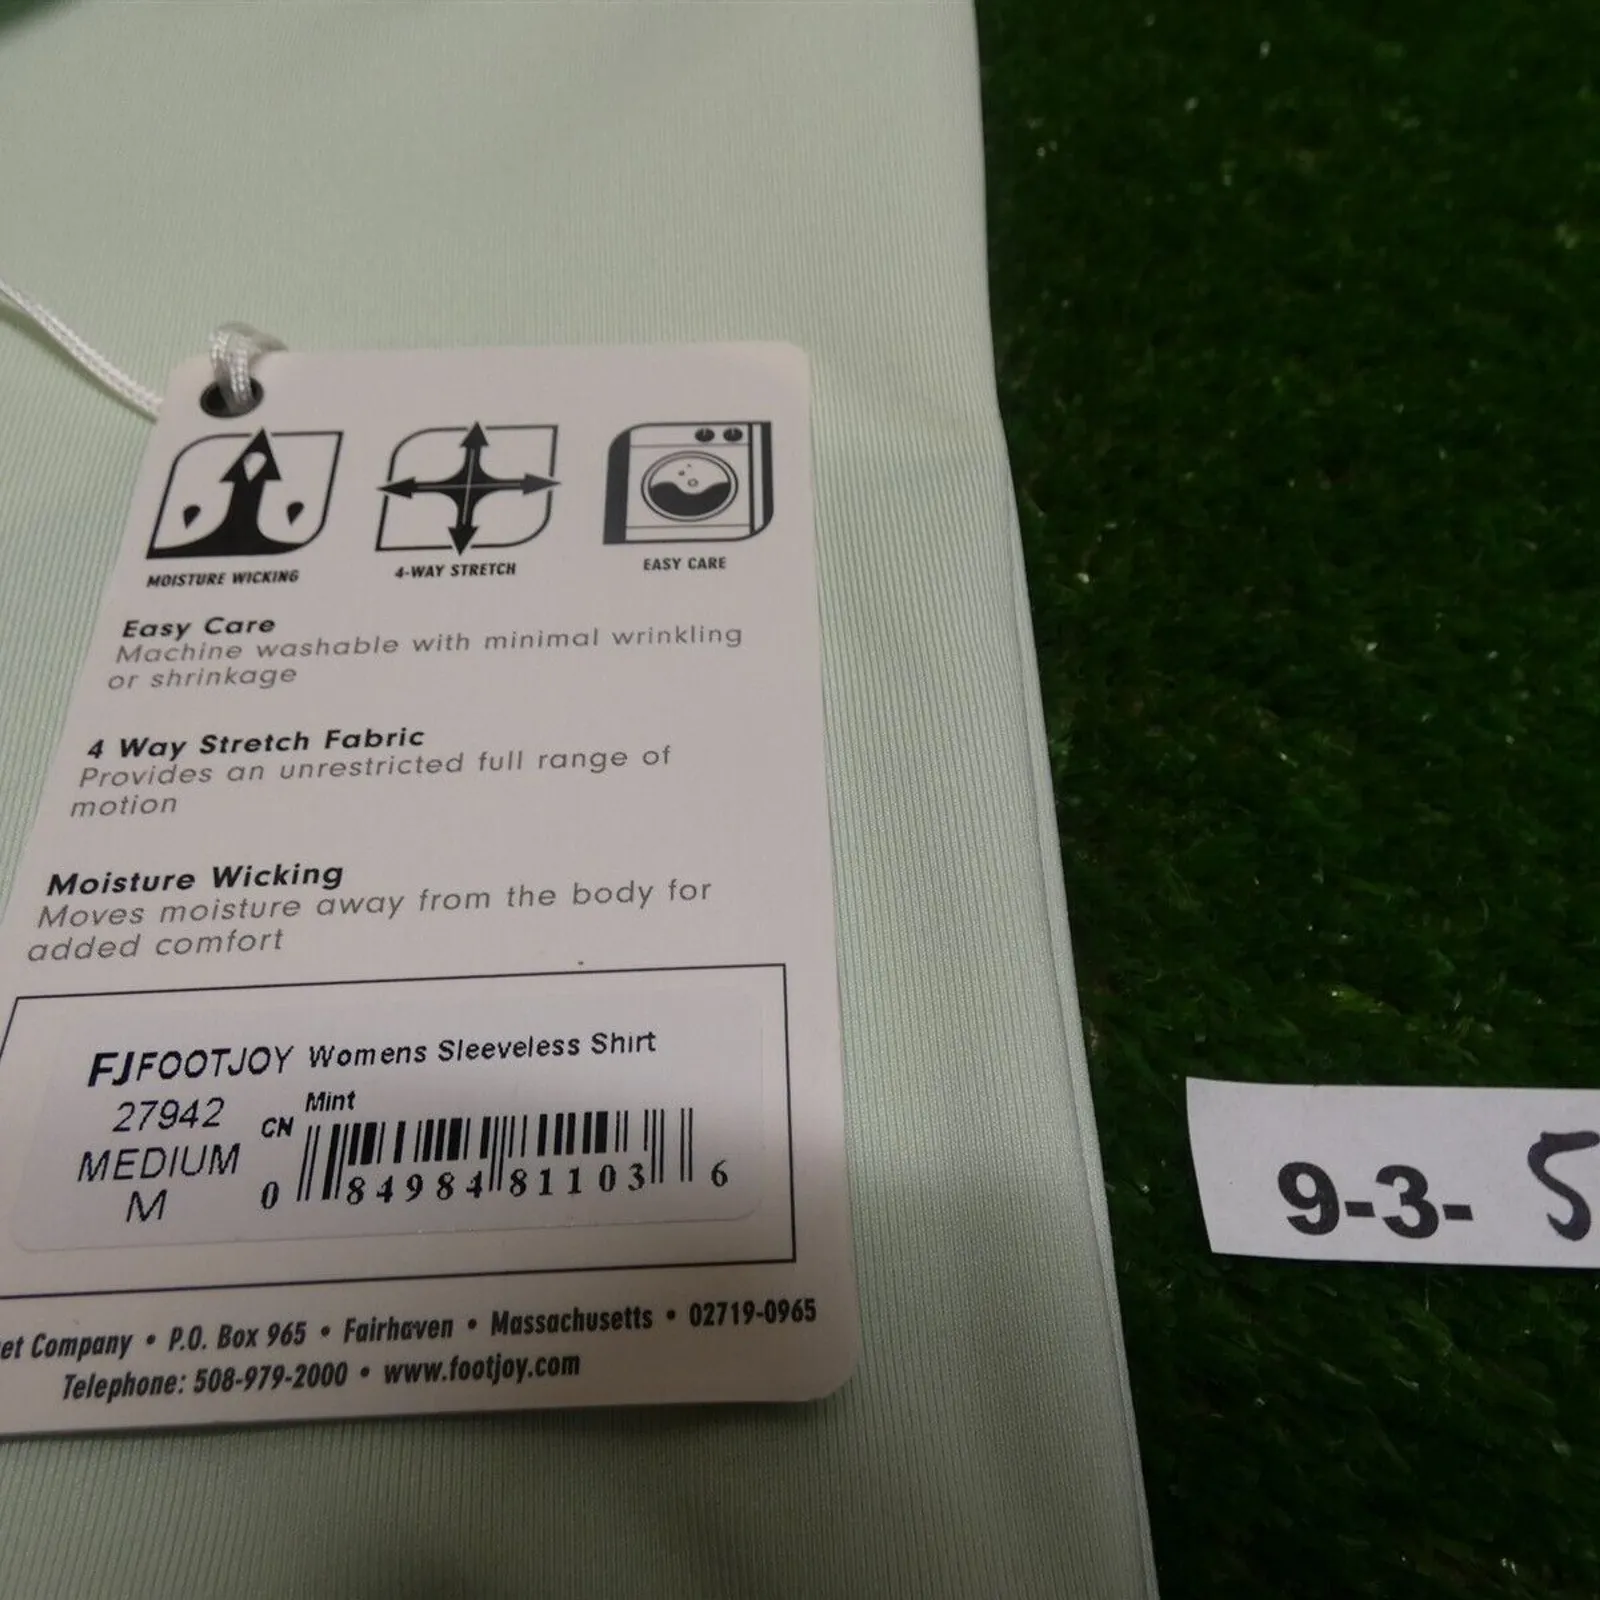 MOISTURE WICKING
4-WAY STRETCH
EASY CARE
Easy Care
Machine washable with minimal wrinkling
or shrinkage
4 Way Stretch Fabric
Provides an unrestricted full range of
motion
Moisture Wicking
Moves moisture away from the body for
added comfort
FJFOOTJOY Womens Sleeveless Shirt
27942
Mint
CN
MEDIUM
M
0 84984 81103 6
Company • P.O. Box 965 • Fairhaven • Massachusetts • 02719-0965
Telephone: 508-979-2000 • www.footjoy.com
9-3-5